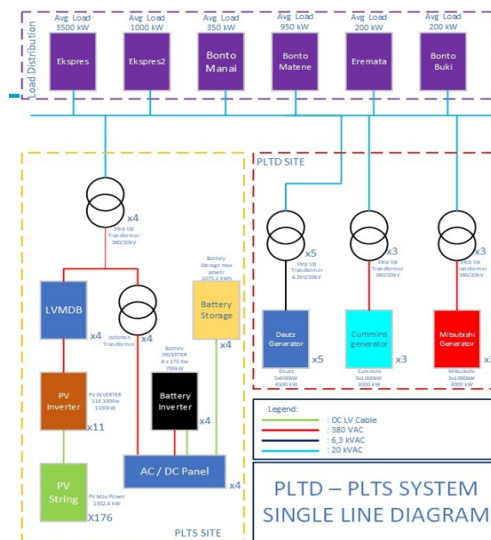 Avg Load
3500 kW
Avg Load
1000 kW
Avg Load
350 kW
Avg Load
950 kW
Avg Load
200 kW
Avg Load
200 kW
Load Distribution
Ekspres
Ekspres2
Bonto
Manai
Bonto
Matene
Eremata
Bonto
Buki
PLTD SITE
x4
Step Up
Transformer
380/20kV
x5
Step Up
Transformer
6,3kV/20kV
x3
Step Up
Transformer
380/20kV
x3
Step Up
Transformer
380/20kV
Battery
Storage max
power
LVMDB
x4
Isolation Transformer
x4
Battery
Storage
x4
Deutz
Generator
x5
Cummins
generator
x3
Mitsubishi
Generator
Deutz
4500 kW
Cummins
3x1000kW
3000 kW
Mitsubishi
3x1000kW
3000 kW
PV
Inverter
x11
PV INVERTER
11X 100Kw
1100kW
Battery
INVERTER
4 x 175 Kw
700kW
Battery
Inverter
x4
Legend:
: DC LV Cable
: 380 VAC
: 6,3 kVAC
: 20 kVAC
PV
String
X176
PV Max Power
1302,4 kW
AC / DC Panel
x4
PLTS SITE
PLTD – PLTS SYSTEM
SINGLE LINE DIAGRAM